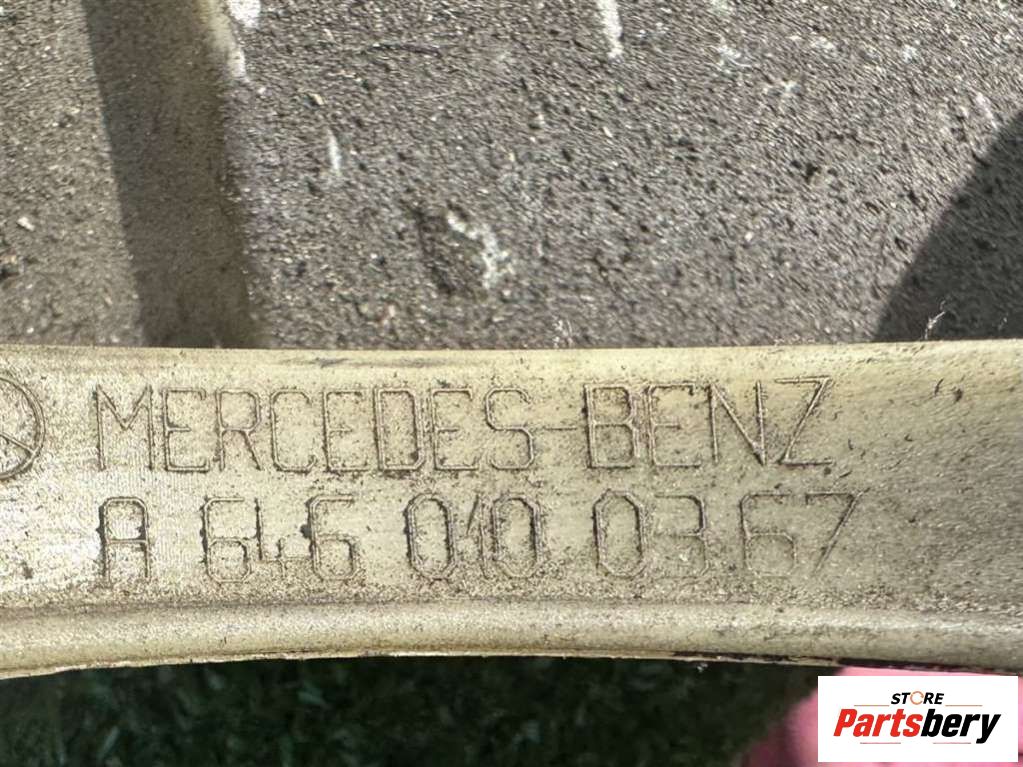 MERCEDES-BENZ
A 646 010 03 67
STORE
Partsbery